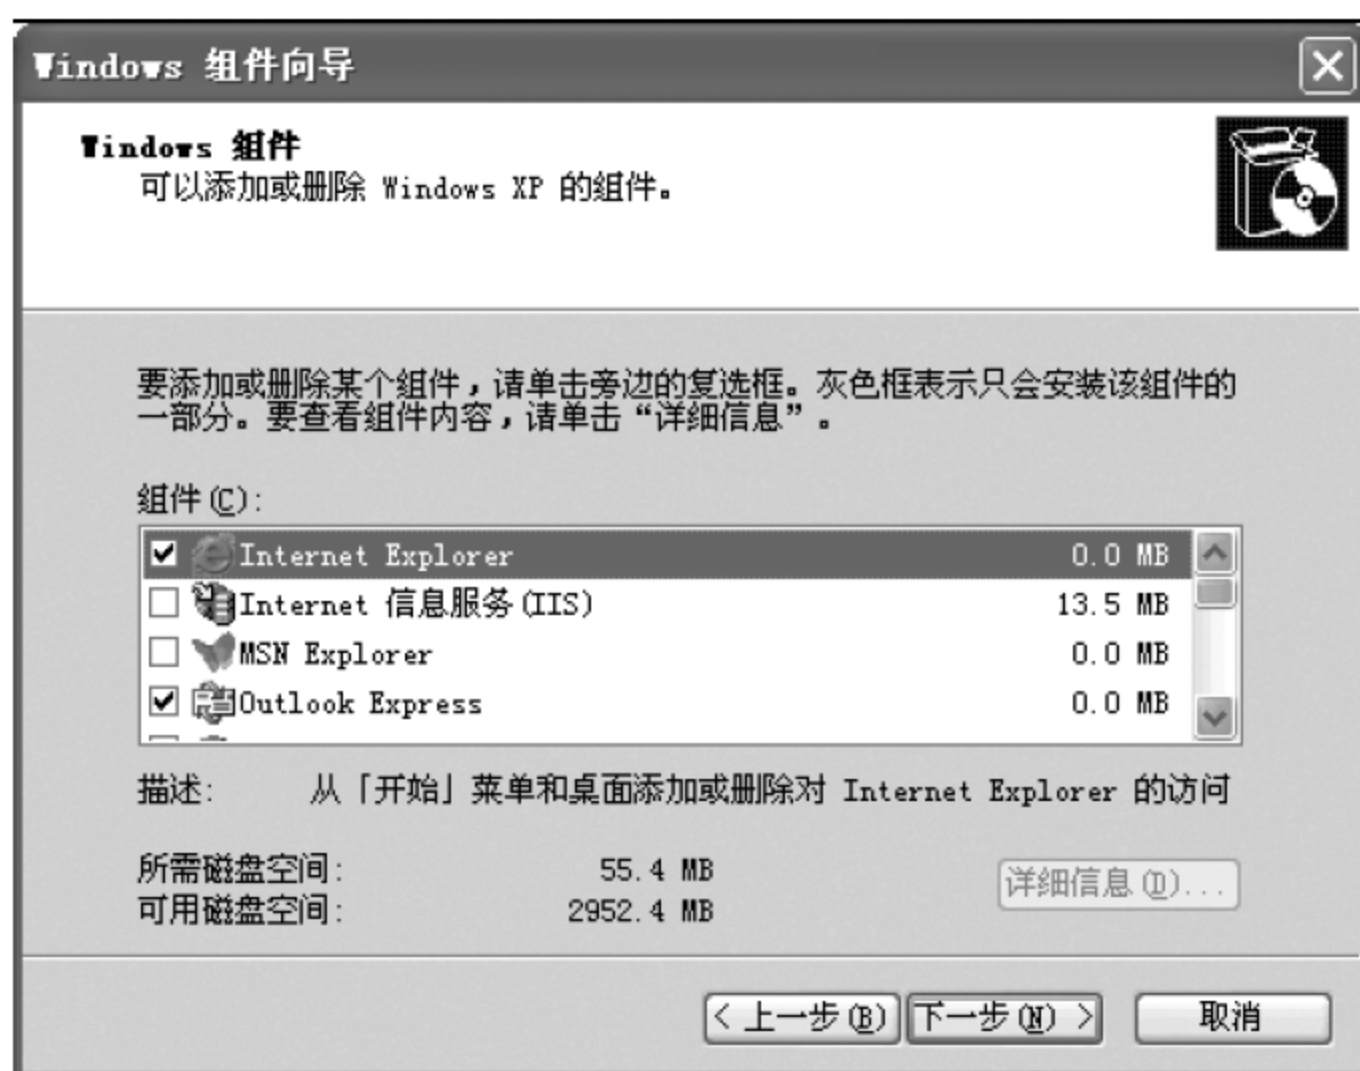 Windows 组件向导
Windows 组件
可以添加或删除 Windows XP 的组件。
要添加或删除某个组件，请单击旁边的复选框。灰色框表示只会安装该组件的
一部分。要查看组件内容，请单击“详细信息”。
组件(C):
Internet Explorer 0.0 MB
Internet 信息服务(IIS) 13.5 MB
MSN Explorer 0.0 MB
Outlook Express 0.0 MB
描述: 从「开始」菜单和桌面添加或删除对 Internet Explorer 的访问
所需磁盘空间: 55.4 MB
详细信息(D)...
可用磁盘空间: 2952.4 MB
< 上一步(B) 下一步(N) > 取消